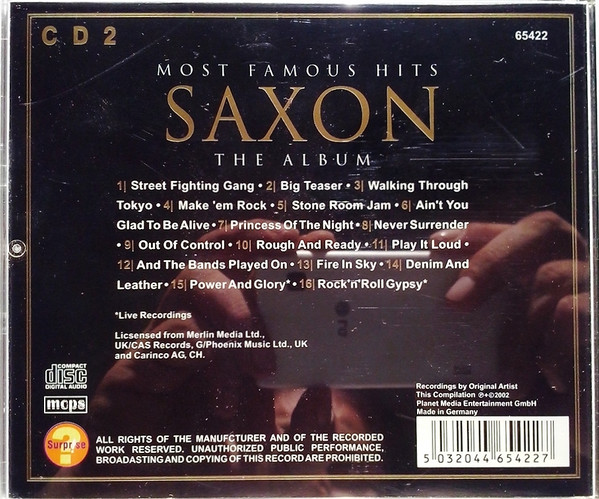 CD2
65422
MOST FAMOUS HITS
SAXON
THE ALBUM
1| Street Fighting Gang • 2| Big Teaser • 3| Walking Through
Tokyo • 4| Make 'em Rock • 5| Stone Room Jam • 6| Ain't You
Glad To Be Alive • 7| Princess Of The Night • 8| Never Surrender
• 9| Out Of Control • 10| Rough And Ready • 11| Play It Loud •
12| And The Bands Played On • 13| Fire In Sky • 14| Denim And
Leather • 15| Power And Glory* • 16| Rock'n'Roll Gypsy*
*Live Recordings
Licsensed from Merlin Media Ltd.,
UK/CAS Records, G/Phoenix Music Ltd., UK
and Carinco AG, CH.
COMPACT
disc
DIGITAL AUDIO
mcps
Recordings by Original Artist
This Compilation ℗+©2002
Planet Media Entertainment GmbH
Made in Germany
Surprise
?
ALL RIGHTS OF THE MANUFCTURER AND OF THE RECORDED
WORK RESERVED. UNAUTHORIZED PUBLIC PERFORMANCE,
BROADASTING AND COPYING OF THIS RECORD ARE PROHIBITED.
5 032044 654227